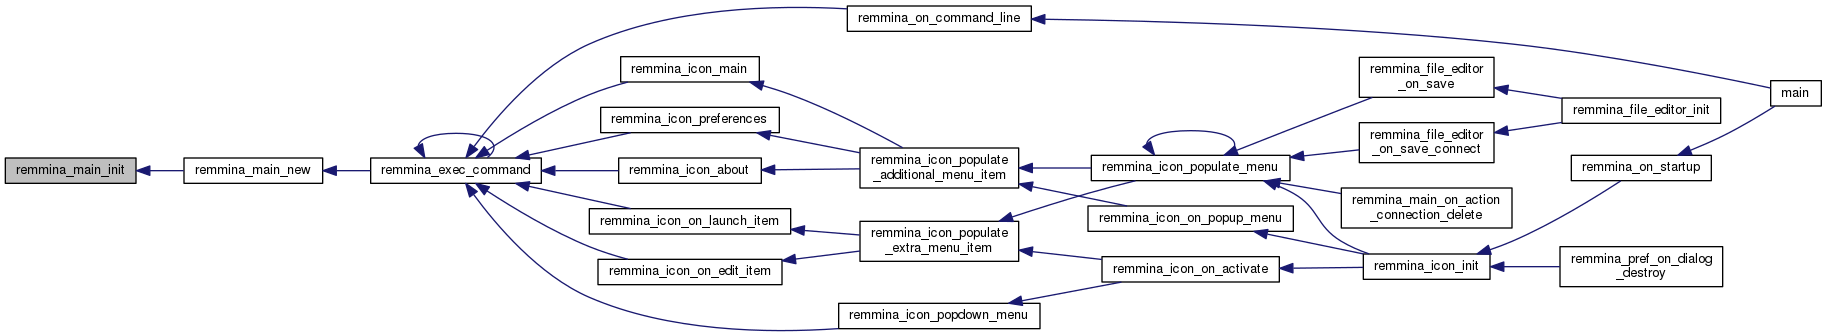 remmina_main_init
remmina_main_new
remmina_exec_command
remmina_on_command_line
remmina_icon_main
remmina_icon_preferences
remmina_icon_about
remmina_icon_on_launch_item
remmina_icon_on_edit_item
remmina_icon_popdown_menu
remmina_icon_populate
_additional_menu_item
remmina_icon_populate
_extra_menu_item
remmina_icon_populate_menu
remmina_icon_on_popup_menu
remmina_icon_on_activate
remmina_file_editor
_on_save
remmina_file_editor
_on_save_connect
remmina_main_on_action
_connection_delete
remmina_icon_init
remmina_file_editor_init
remmina_on_startup
remmina_pref_on_dialog
_destroy
main